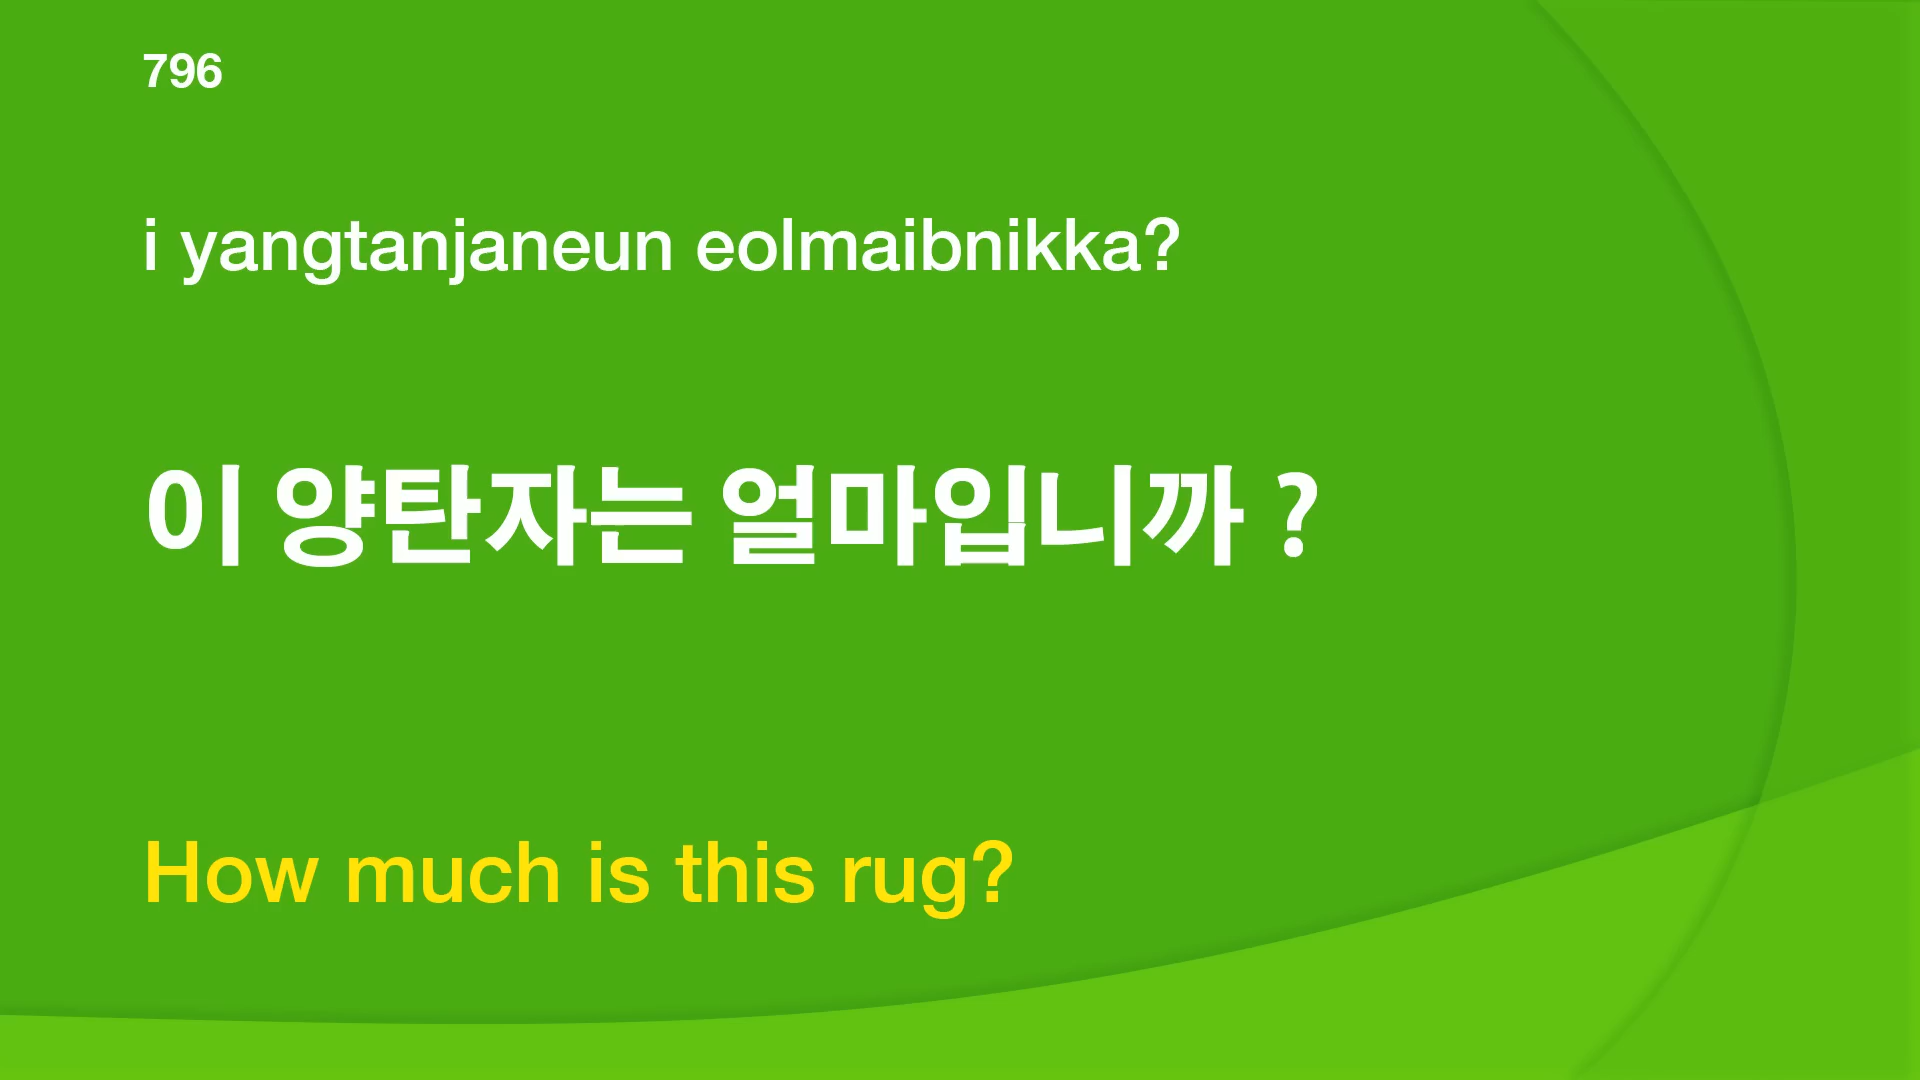 796
i yangtanjaneun eolmaibnikka?
이 양탄자는 얼마입니까 ?
How much is this rug?